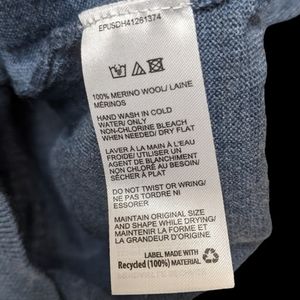 EPUSDH41261374
100% MERINO WOOL/ LAINE
MÉRINOS
HAND WASH IN COLD
WATER/ ONLY
NON-CHLORINE BLEACH
WHEN NEEDED/ DRY FLAT
LAVER À LA MAIN À L'EAU
FROIDE/ UTILISER UN
AGENT DE BLANCHIMENT
NON CHLORÉ AU BESOIN/
SÉCHER À PLAT
DO NOT TWIST OR WRING/
NE PAS TORDRE NI
ESSORER
MAINTAIN ORIGINAL SIZE
AND SHAPE WHEN DRY/
MAINTENIR LA FORME ET
LA GRANDEUR D'ORIGINE
LABEL MADE WITH
Recycled (100%) MATERIAL